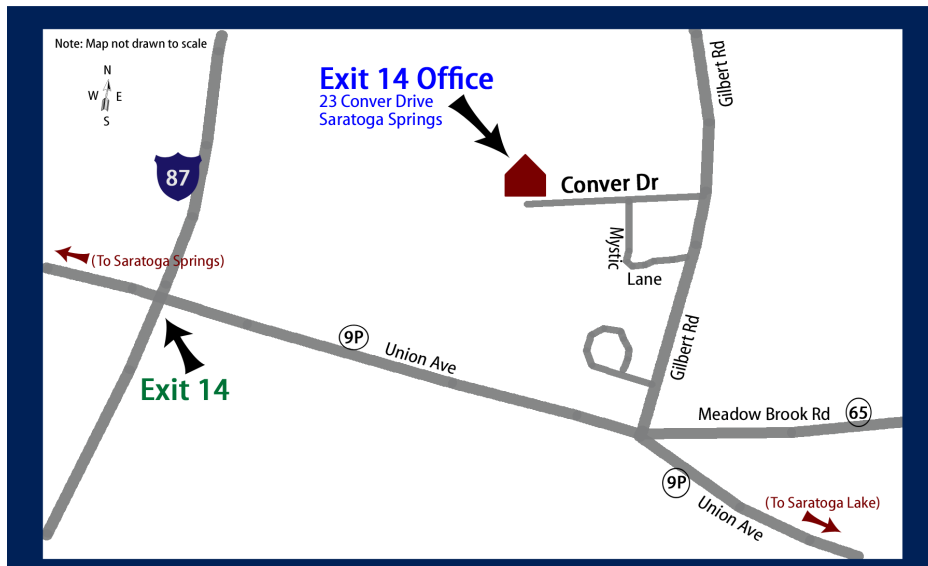 Note: Map not drawn to scale
N
W E
S
87
Exit 14 Office
23 Conver Drive
Saratoga Springs
Gilbert Rd
Conver Dr
Mystic
Lane
(To Saratoga Springs)
9P
Union Ave
Exit 14
Gilbert Rd
Meadow Brook Rd
65
9P
Union Ave
(To Saratoga Lake)